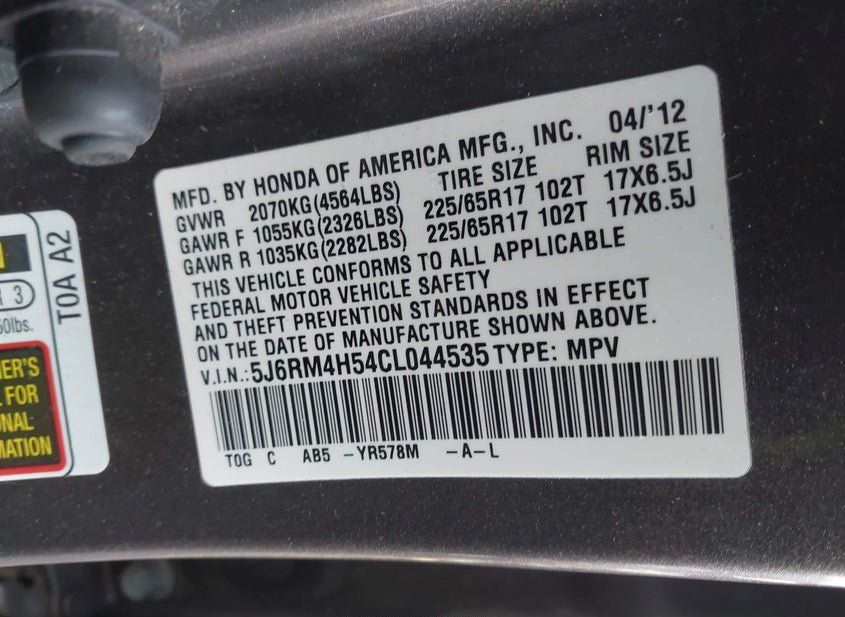 MFD. BY HONDA OF AMERICA MFG., INC. 04/'12
GVWR 2070KG(4564LBS) TIRE SIZE RIM SIZE
GAWR F 1055KG(2326LBS) 225/65R17 102T 17X6.5J
GAWR R 1035KG(2282LBS) 225/65R17 102T 17X6.5J
THIS VEHICLE CONFORMS TO ALL APPLICABLE
FEDERAL MOTOR VEHICLE SAFETY
AND THEFT PREVENTION STANDARDS IN EFFECT
ON THE DATE OF MANUFACTURE SHOWN ABOVE.
V.I.N.:5J6RM4H54CL044535 TYPE: MPV
T0G C AB5 -YR578M -A-L
T0A A2
3
FOR